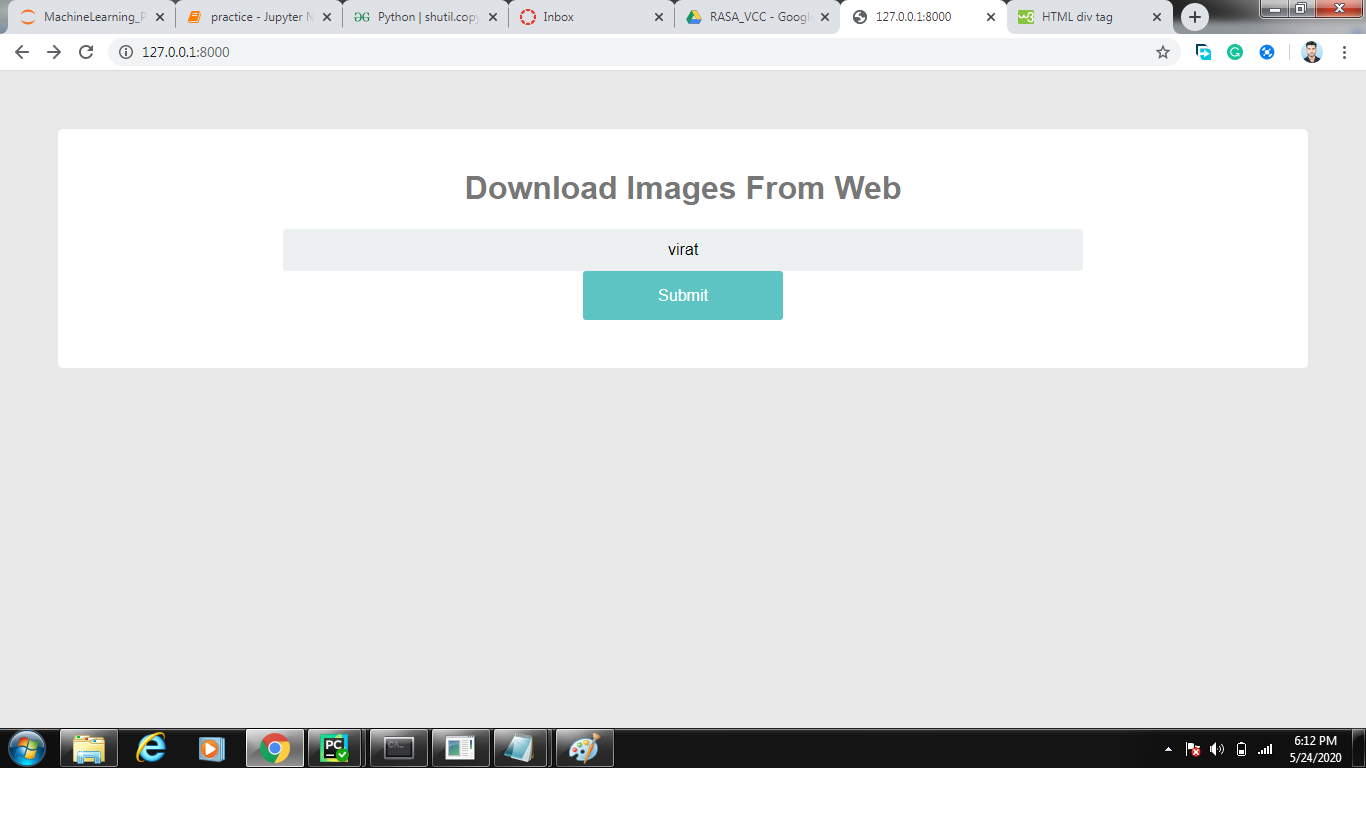 MachineLearning_P
practice - Jupyter N
Python | shutil.copy
Inbox
RASA_VCC - Googl
127.0.0.1:8000
HTML div tag
127.0.0.1:8000
Download Images From Web
virat
Submit
PC
C:\._
6:12 PM
5/24/2020